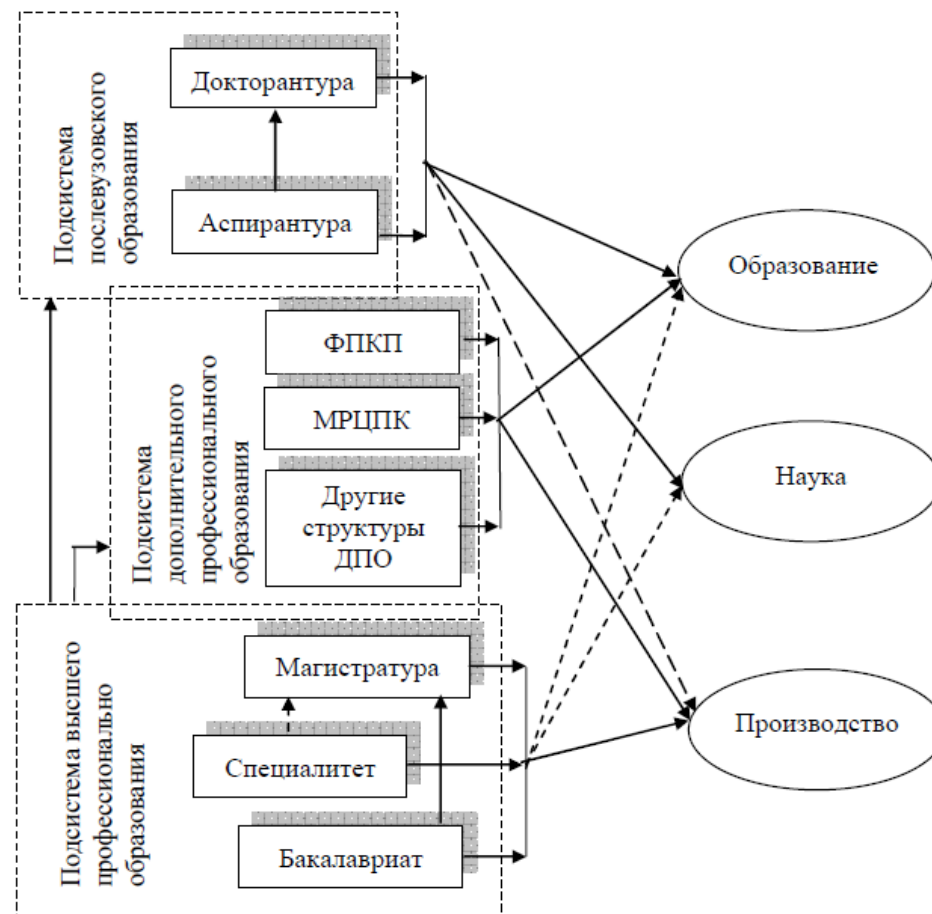 Подсистема
послевузовского
образования
Докторантура
Аспирантура
Подсистема
дополнительного
профессионального
образования
ФПКП
МРЦПК
Другие
структуры
ДПО
Подсистема высшего
профессионально
образования
Магистратура
Специалитет
Бакалавриат
Образование
Наука
Производство